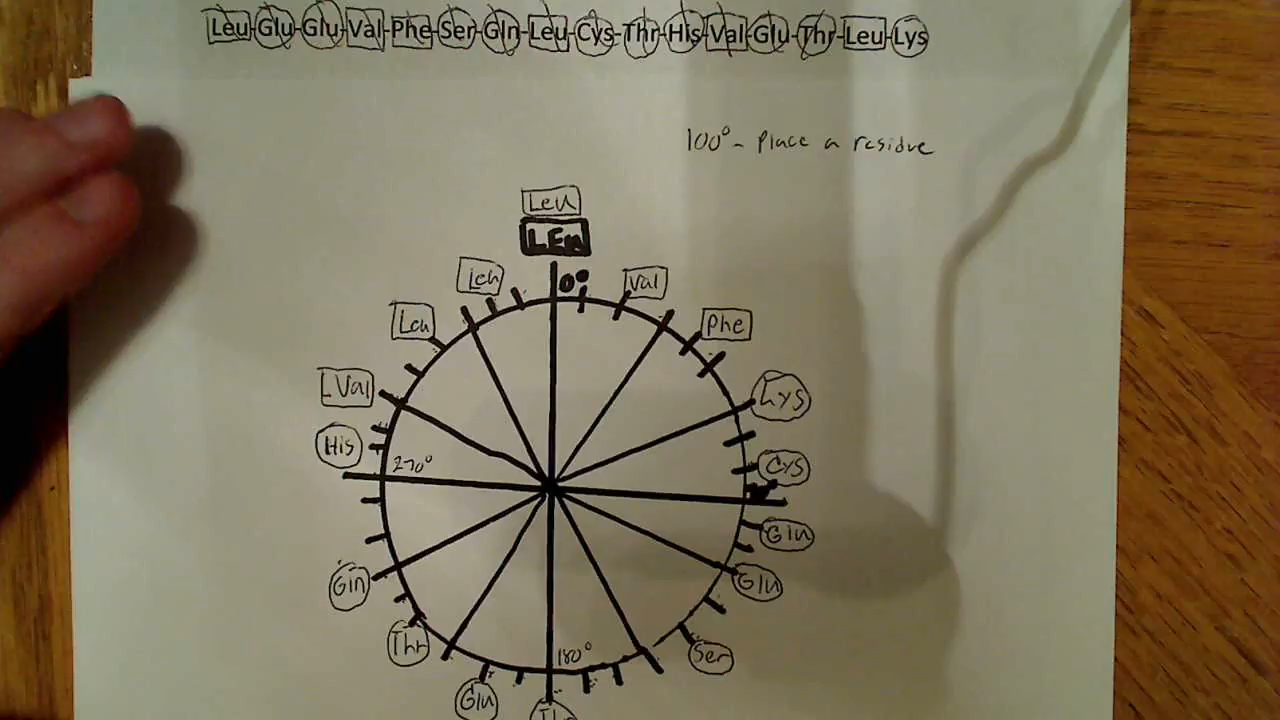 Leu-Glu-Glu-Val-Phe-Ser-Gln-Leu-Cys-Thr-His-Val-Glu-Thr-Leu-Lys
100° - Place a residue
Leu
LEu
Leu
0°
Val
Leu
Phe
Val
Lys
His
270°
Cys
Gln
Gin
Glu
Thr
180°
Ser
Glu